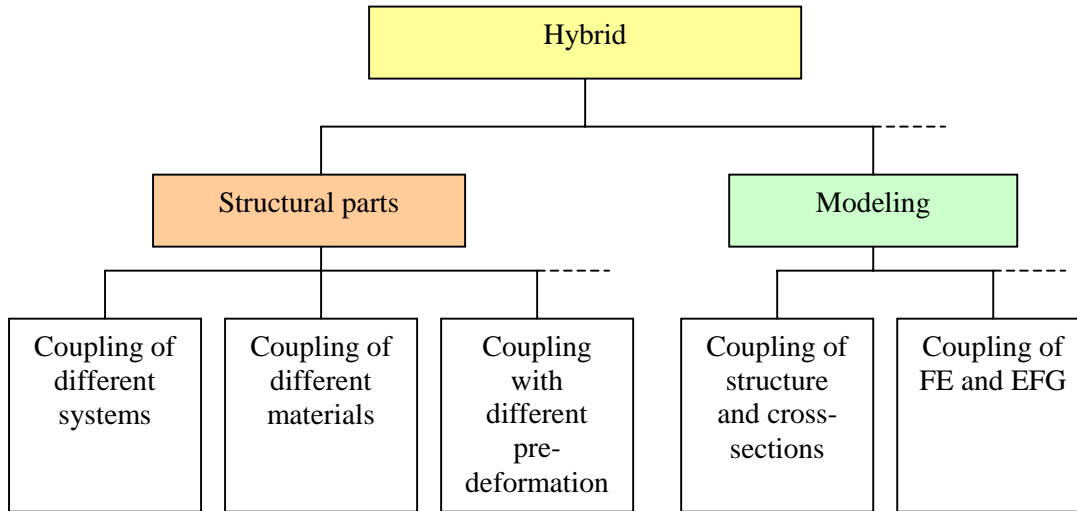 Hybrid
Structural parts
Modeling
Coupling of
different
systems
Coupling of
different
materials
Coupling
with
different
pre-
deformation
Coupling of
structure
and cross-
sections
Coupling of
FE and EFG